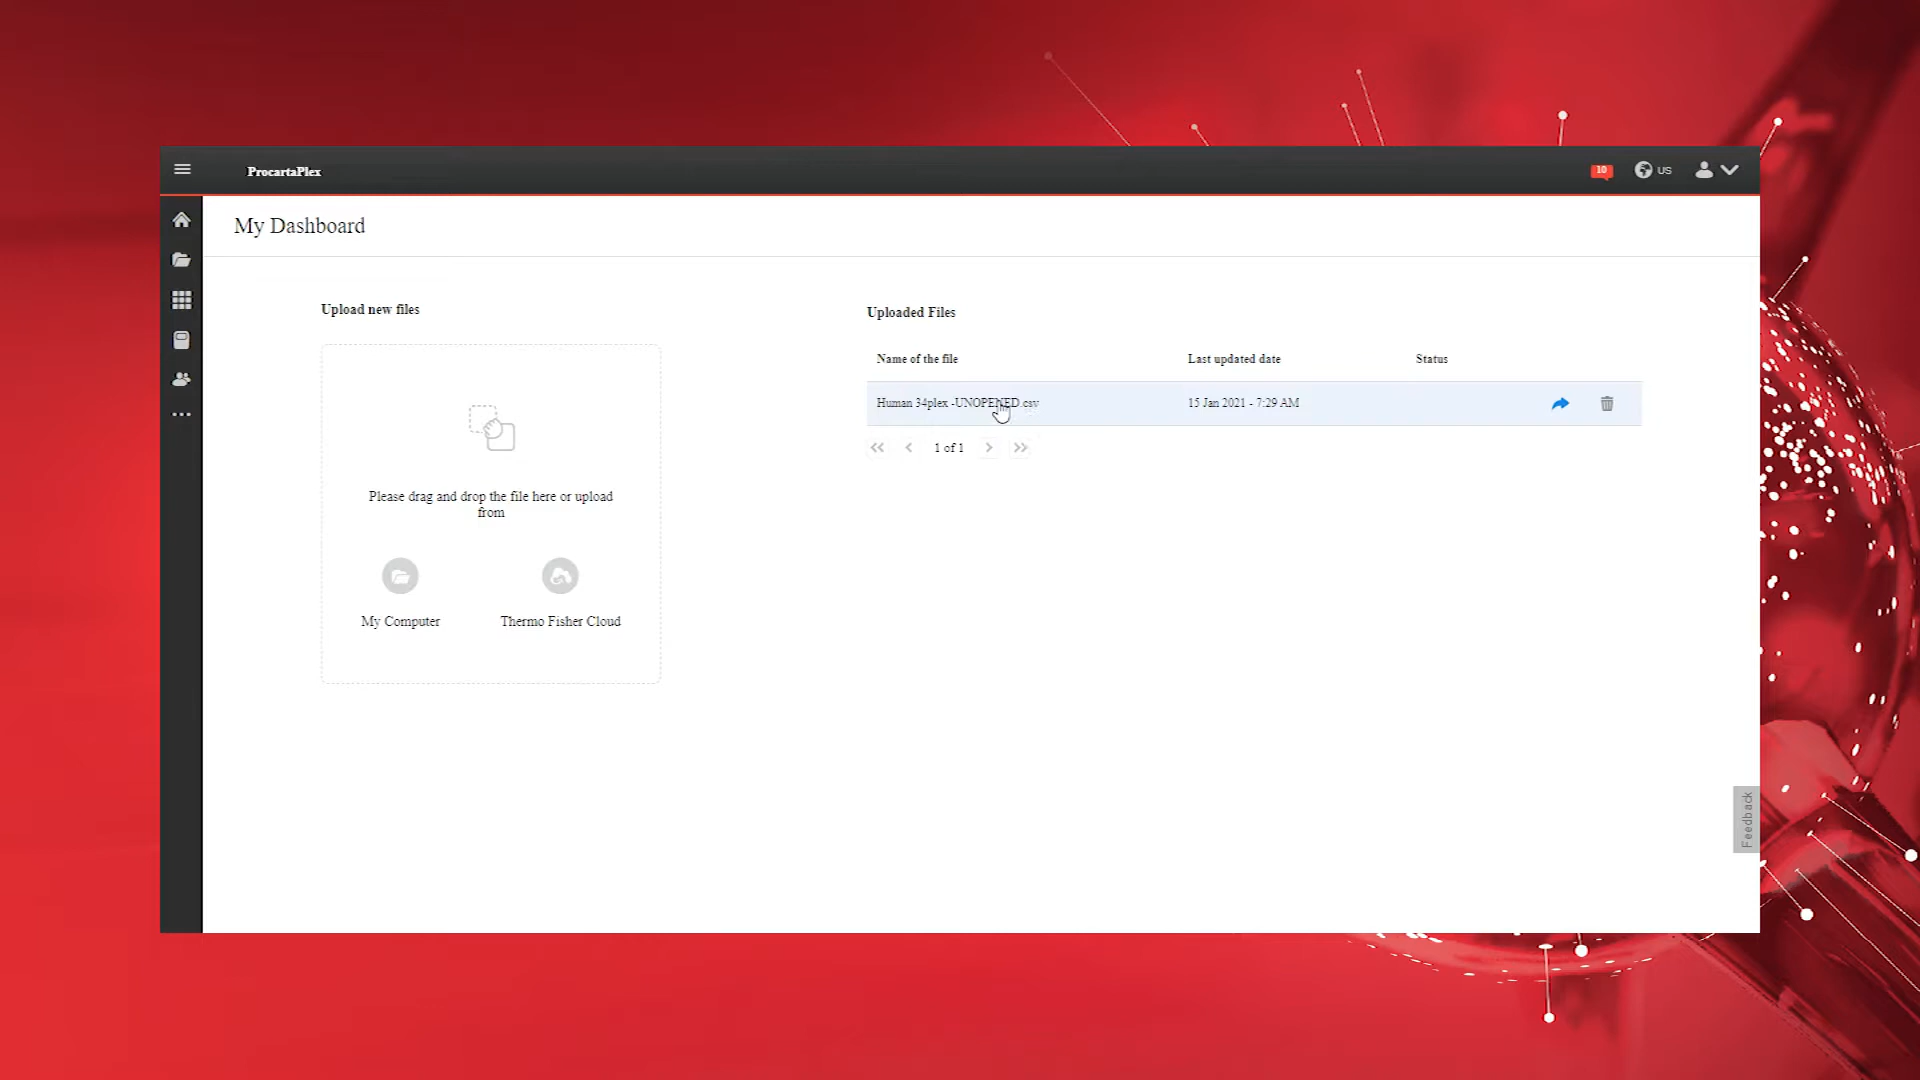 ProcartaPlex
10
US
My Dashboard
Upload new files
Please drag and drop the file here or upload
from
My Computer
Thermo Fisher Cloud
Uploaded Files
Name of the file
Last updated date
Status
Human 34plex -UNOPENED.csv
15 Jan 2021 - 7:29 AM
1 of 1
Feedback